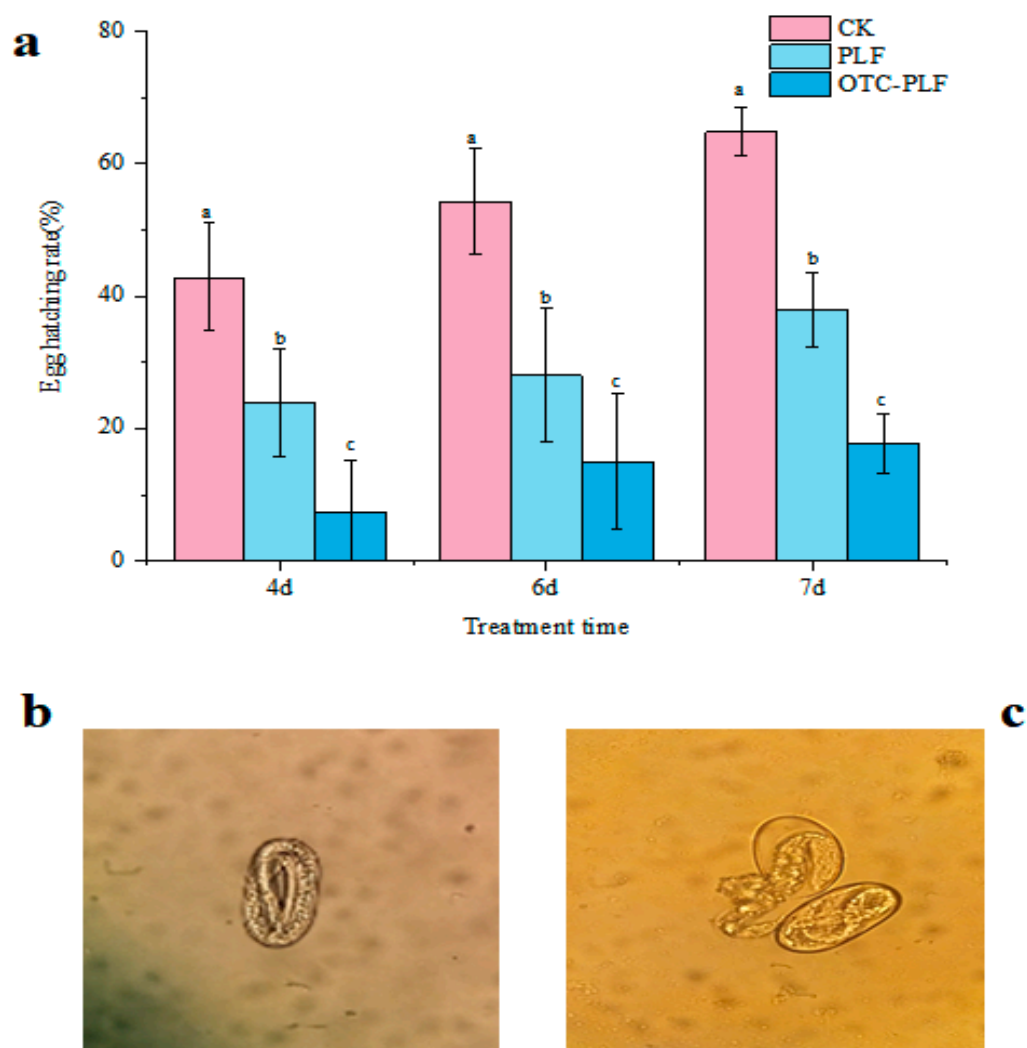 a
CK
PLF
OTC-PLF
Egg hatching rate(%)
80
60
40
20
0
a
b
c
a
b
c
a
b
c
4d
6d
7d
Treatment time
b
c